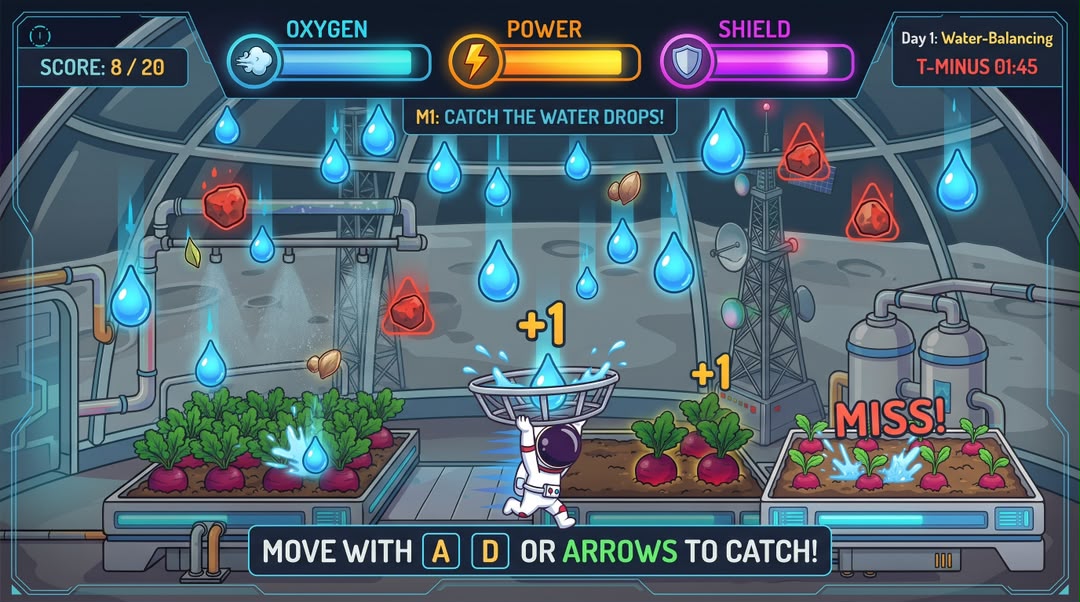 OXYGEN
POWER
SHIELD
SCORE: 8 / 20
Day 1: Water-Balancing
T-MINUS 01:45
M1: CATCH THE WATER DROPS!
+1
+1
MISS!
MOVE WITH A D OR ARROWS TO CATCH!